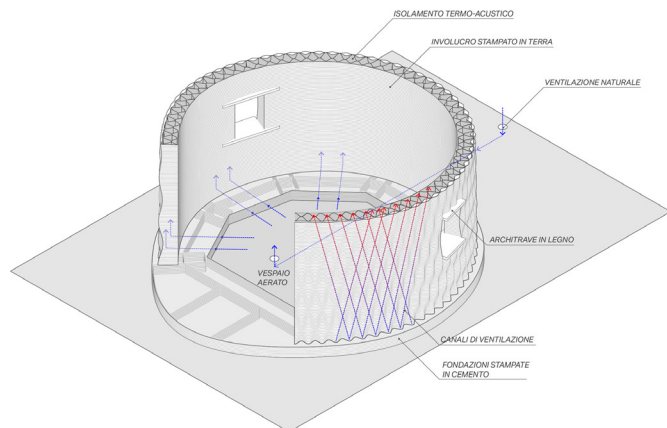 ISOLAMENTO TERMO-ACUSTICO
INVOLUCRO STAMPATO IN TERRA
VENTILAZIONE NATURALE
ARCHITRAVE IN LEGNO
VESPAIO
AERATO
CANALI DI VENTILAZIONE
FONDAZIONI STAMPATE
IN CEMENTO